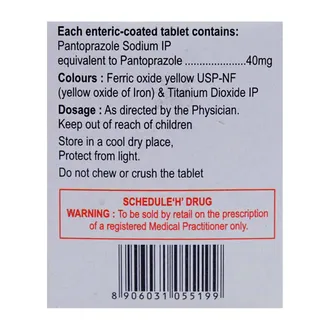 Each enteric-coated tablet contains:
Pantoprazole Sodium IP
equivalent to Pantoprazole .....................40mg
Colours : Ferric oxide yellow USP-NF
(yellow oxide of Iron) & Titanium Dioxide IP
Dosage : As directed by the Physician.
Keep out of reach of children
Store in a cool dry place,
Protect from light.
Do not chew or crush the tablet
SCHEDULE'H' DRUG
WARNING : To be sold by retail on the prescription
of a registered Medical Practitioner only.
8 906031 055199